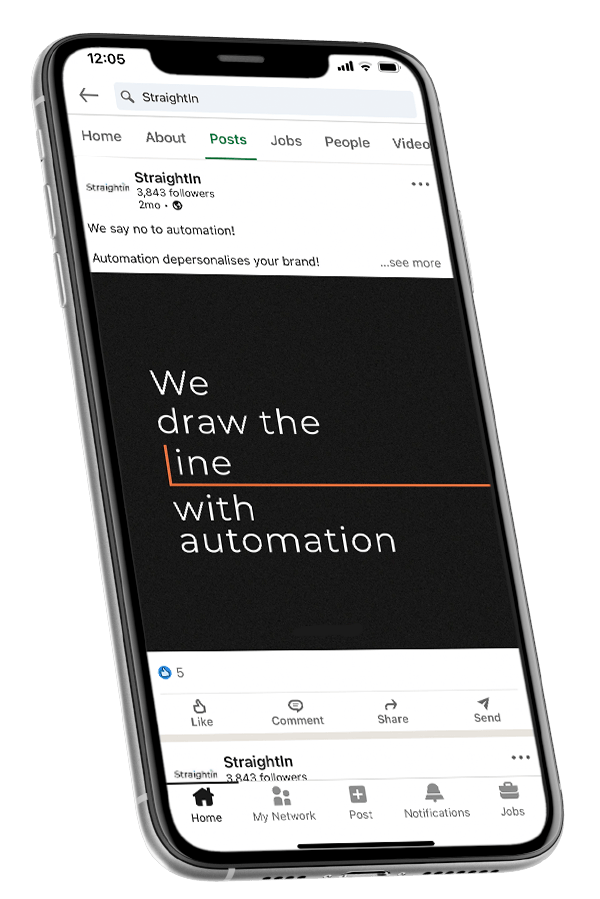 12:05
StraightIn
Home About Posts Jobs People Video
StraightIn
StraightIn
3,843 followers
2mo •
We say no to automation!
Automation depersonalises your brand!
...see more
We
draw the
line
with
automation
5
Like Comment Share Send
StraightIn
StraightIn
3,843 followers
Home My Network Post Notifications Jobs